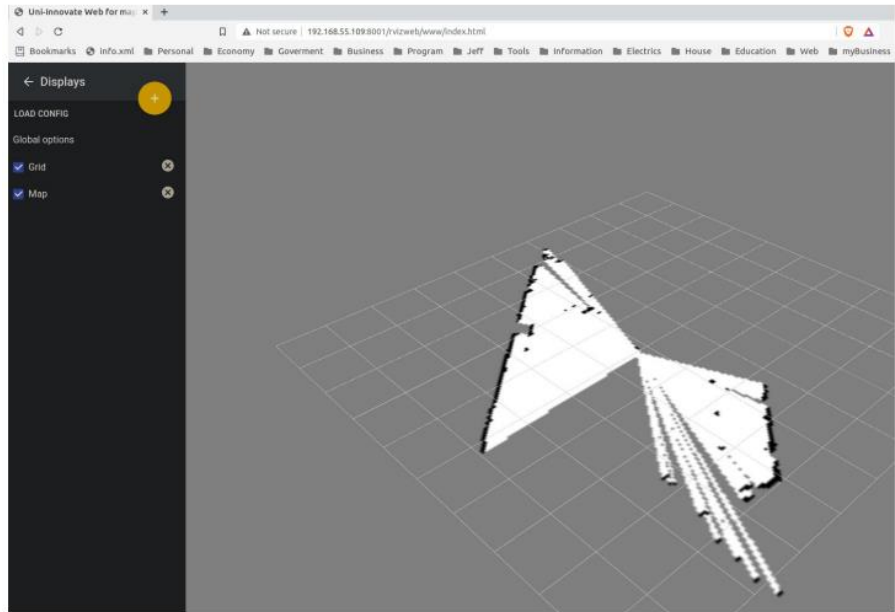 Uni-Innovate Web for map × +
Not secure | 192.168.55.109:8001/rvizweb/www/index.html
Bookmarks info.xml Personal Economy Goverment Business Program Jeff Tools Information Electrics House Education Web myBusiness
← Displays
+
LOAD CONFIG
Global options
Grid
Map